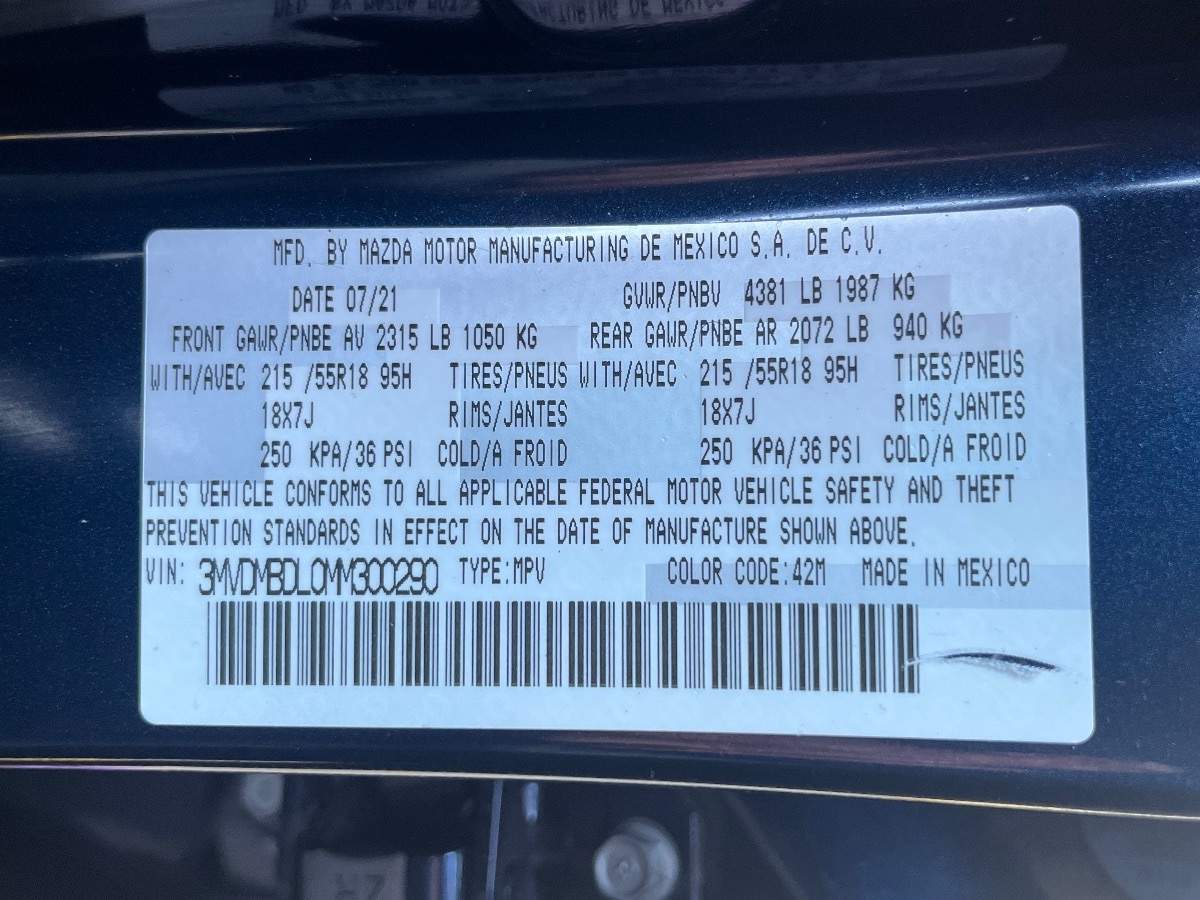 MFD. BY MAZDA MOTOR MANUFACTURING DE MEXICO S.A. DE C.V.
DATE 07/21 GVWR/PNBV 4381 LB 1987 KG
FRONT GAWR/PNBE AV 2315 LB 1050 KG REAR GAWR/PNBE AR 2072 LB 940 KG
WITH/AVEC 215 /55R18 95H TIRES/PNEUS WITH/AVEC 215 /55R18 95H TIRES/PNEUS
18X7J RIMS/JANTES 18X7J RIMS/JANTES
250 KPA/36 PSI COLD/A FROID 250 KPA/36 PSI COLD/A FROID
THIS VEHICLE CONFORMS TO ALL APPLICABLE FEDERAL MOTOR VEHICLE SAFETY AND THEFT
PREVENTION STANDARDS IN EFFECT ON THE DATE OF MANUFACTURE SHOWN ABOVE.
VIN: 3MVDMBDL0MM300290 TYPE:MPV COLOR CODE:42M MADE IN MEXICO